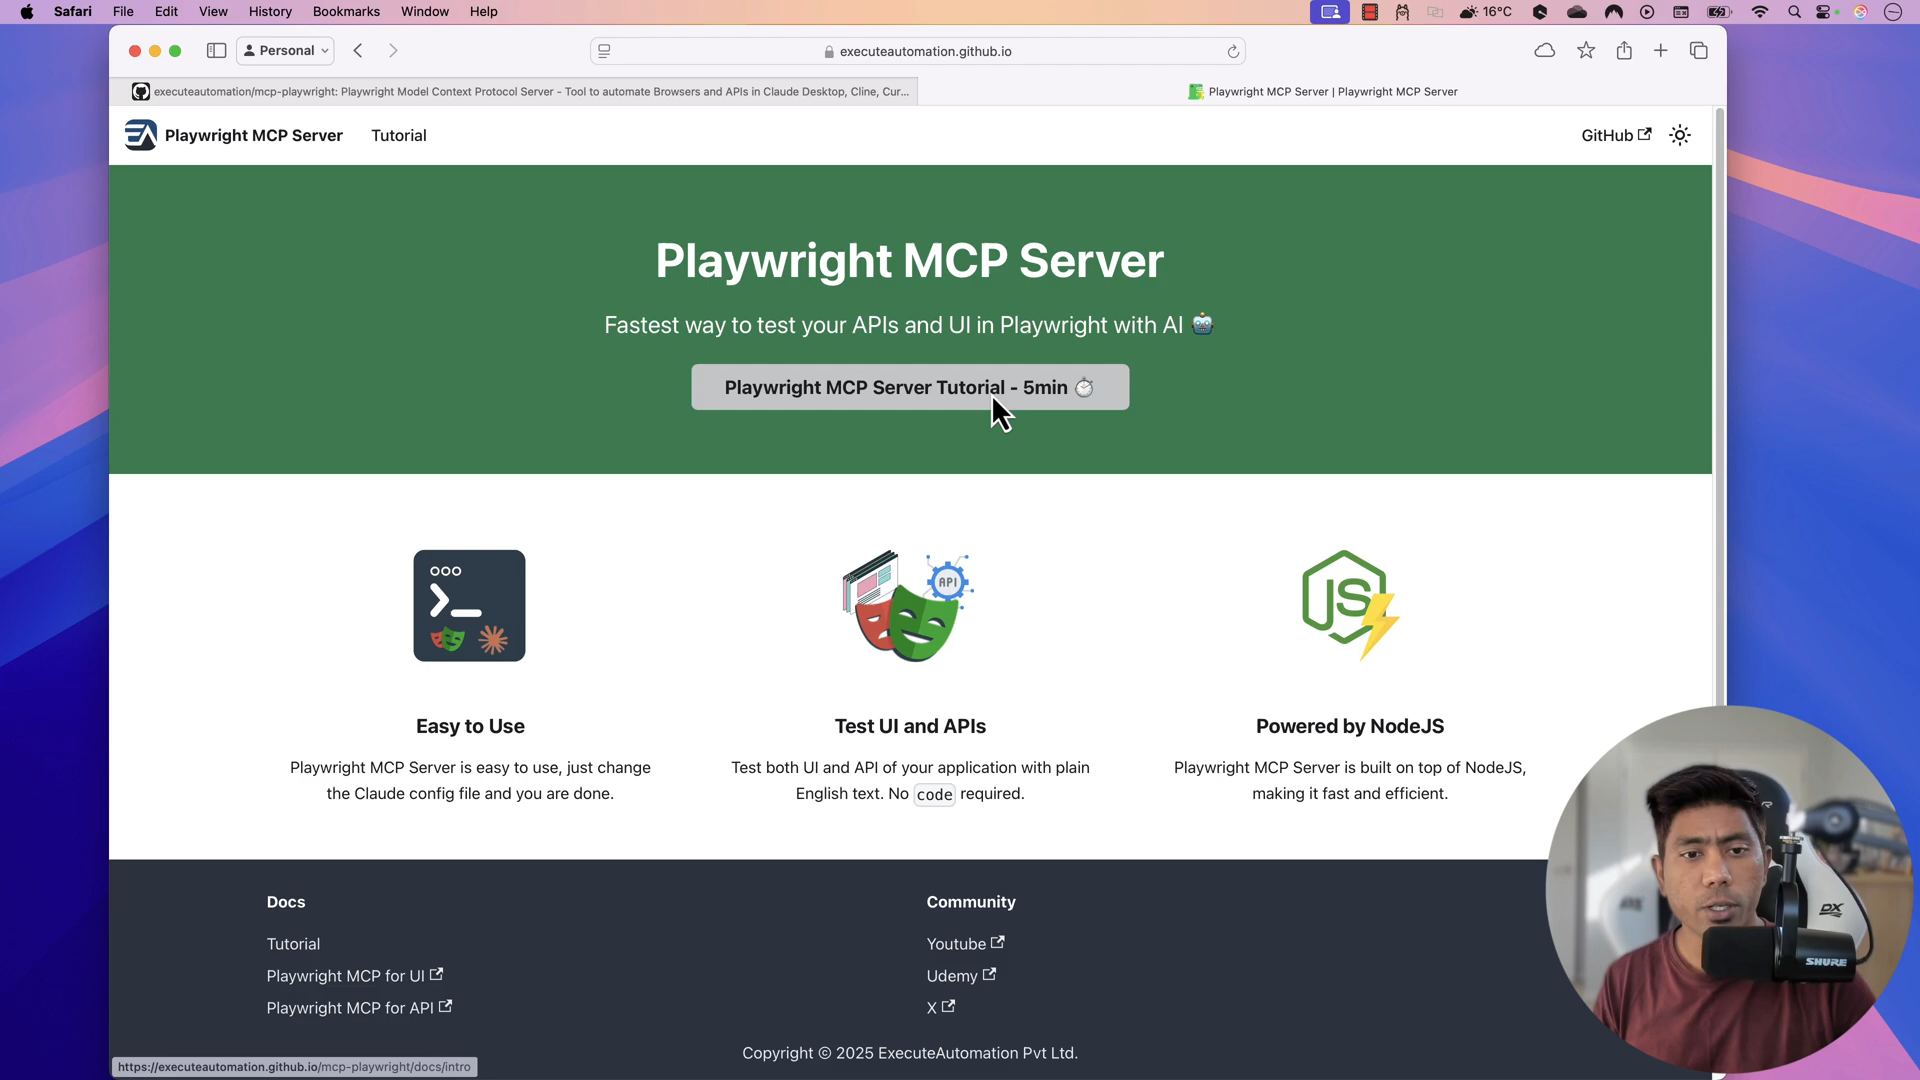 Safari File Edit View History Bookmarks Window Help 16°C
Personal executeautomation.github.io
executeautomation/mcp-playwright: Playwright Model Context Protocol Server - Tool to automate Browsers and APIs in Claude Desktop, Cline, Cur...
Playwright MCP Server | Playwright MCP Server
Playwright MCP Server Tutorial GitHub
Playwright MCP Server
Fastest way to test your APIs and UI in Playwright with AI 🤖
Playwright MCP Server Tutorial - 5min ⏱️
API
JS
Easy to Use
Playwright MCP Server is easy to use, just change
the Claude config file and you are done.
Test UI and APIs
Test both UI and API of your application with plain
English text. No code required.
Powered by NodeJS
Playwright MCP Server is built on top of NodeJS,
making it fast and efficient.
Docs
Tutorial
Playwright MCP for UI
Playwright MCP for API
Community
Youtube
Udemy
X
Copyright © 2025 ExecuteAutomation Pvt Ltd.
https://executeautomation.github.io/mcp-playwright/docs/intro
SHURE
DX